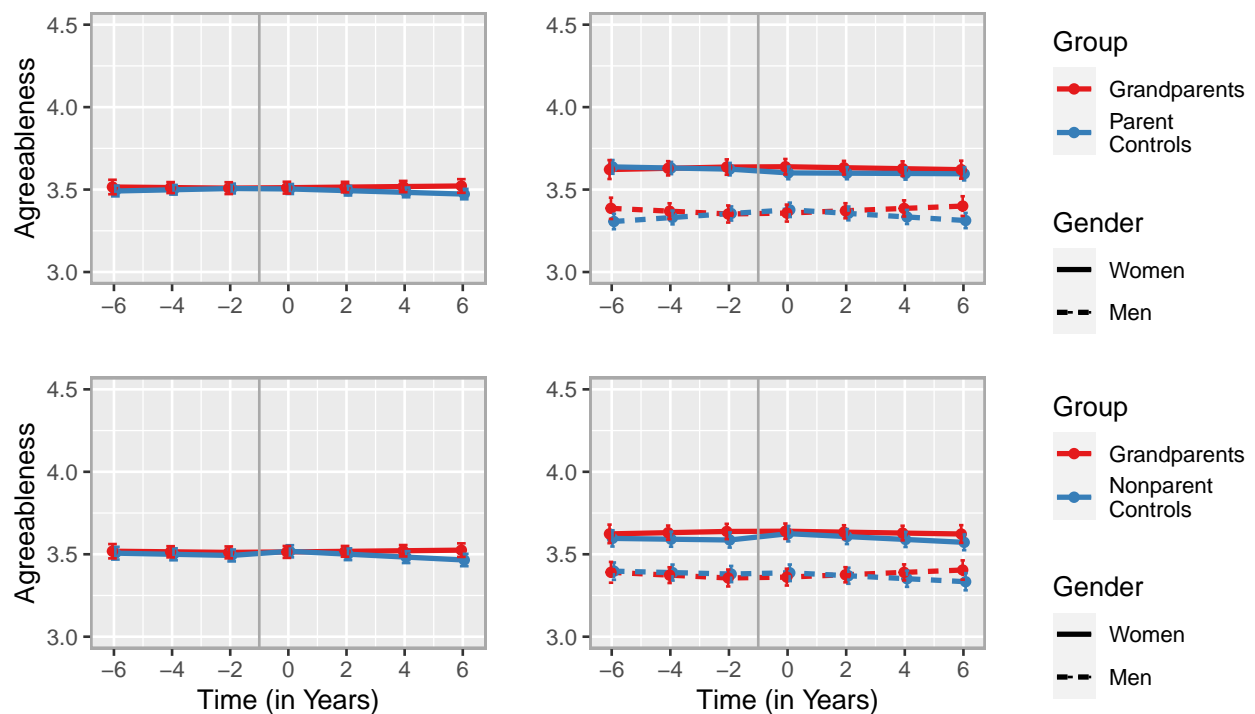 Agreeableness
4.5
4.0
3.5
3.0
−6 −4 −2 0 2 4 6
4.5
4.0
3.5
3.0
−6 −4 −2 0 2 4 6
Group
Grandparents
Parent
Controls
Gender
Women
Men
Agreeableness
4.5
4.0
3.5
3.0
−6 −4 −2 0 2 4 6
Time (in Years)
4.5
4.0
3.5
3.0
−6 −4 −2 0 2 4 6
Time (in Years)
Group
Grandparents
Nonparent
Controls
Gender
Women
Men